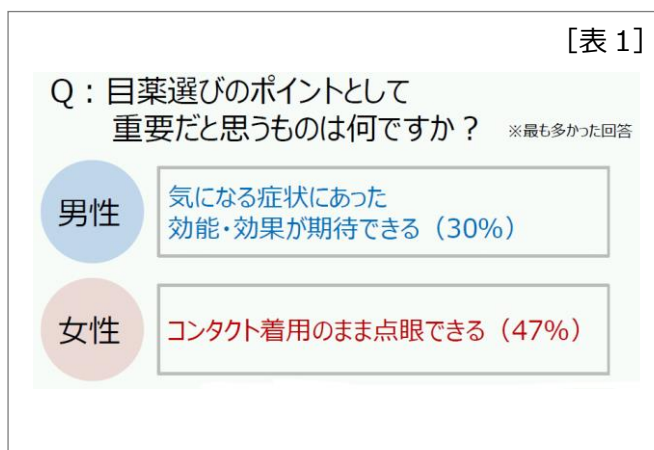 [表1]
Q：目薬選びのポイントとして
重要だと思うものは何ですか？ ※最も多かった回答
男性
気になる症状にあった
効能・効果が期待できる（30%）
女性
コンタクト着用のまま点眼できる（47%）